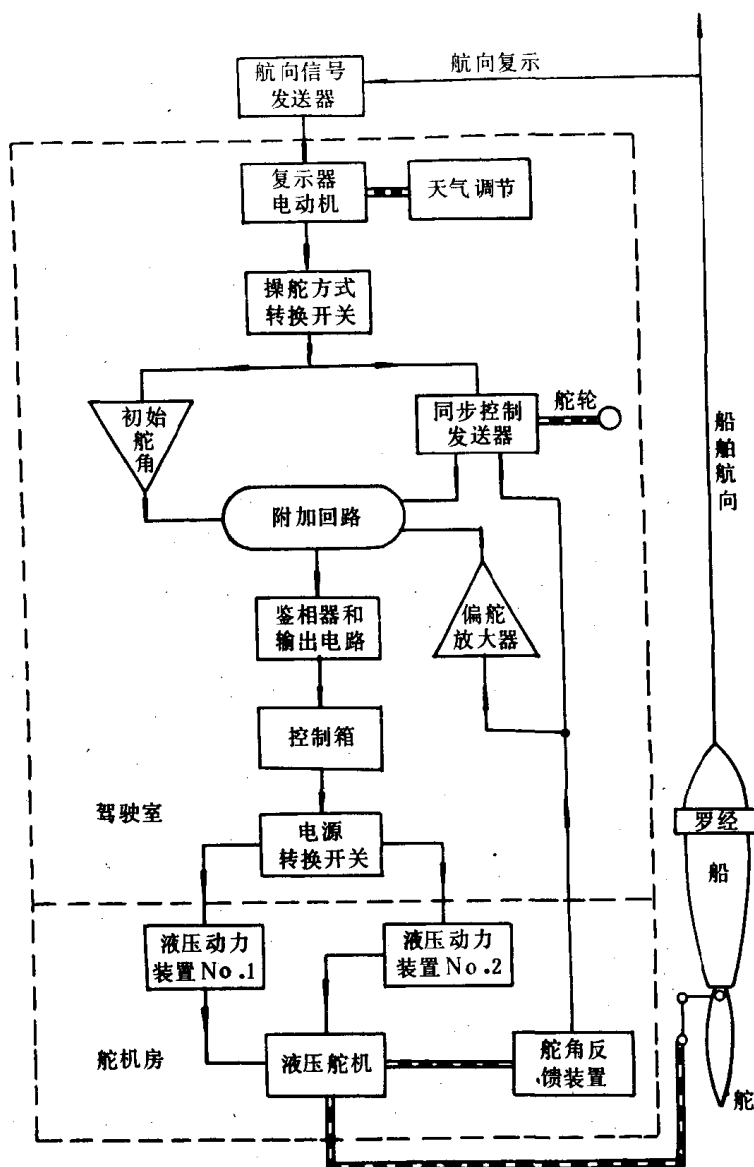 航向信号
发送器
航向复示
复示器
电动机
天气调节
操舵方式
转换开关
初始
舵
角
同步控制
发送器
舵轮
船舶航向
附加回路
鉴相器和
输出电路
偏舵
放大器
控制箱
驾驶室
电源
转换开关
罗经
船
液压动力
装置No.1
液压动力
装置No.2
舵机房
液压舵机
舵角反
馈装置
舵